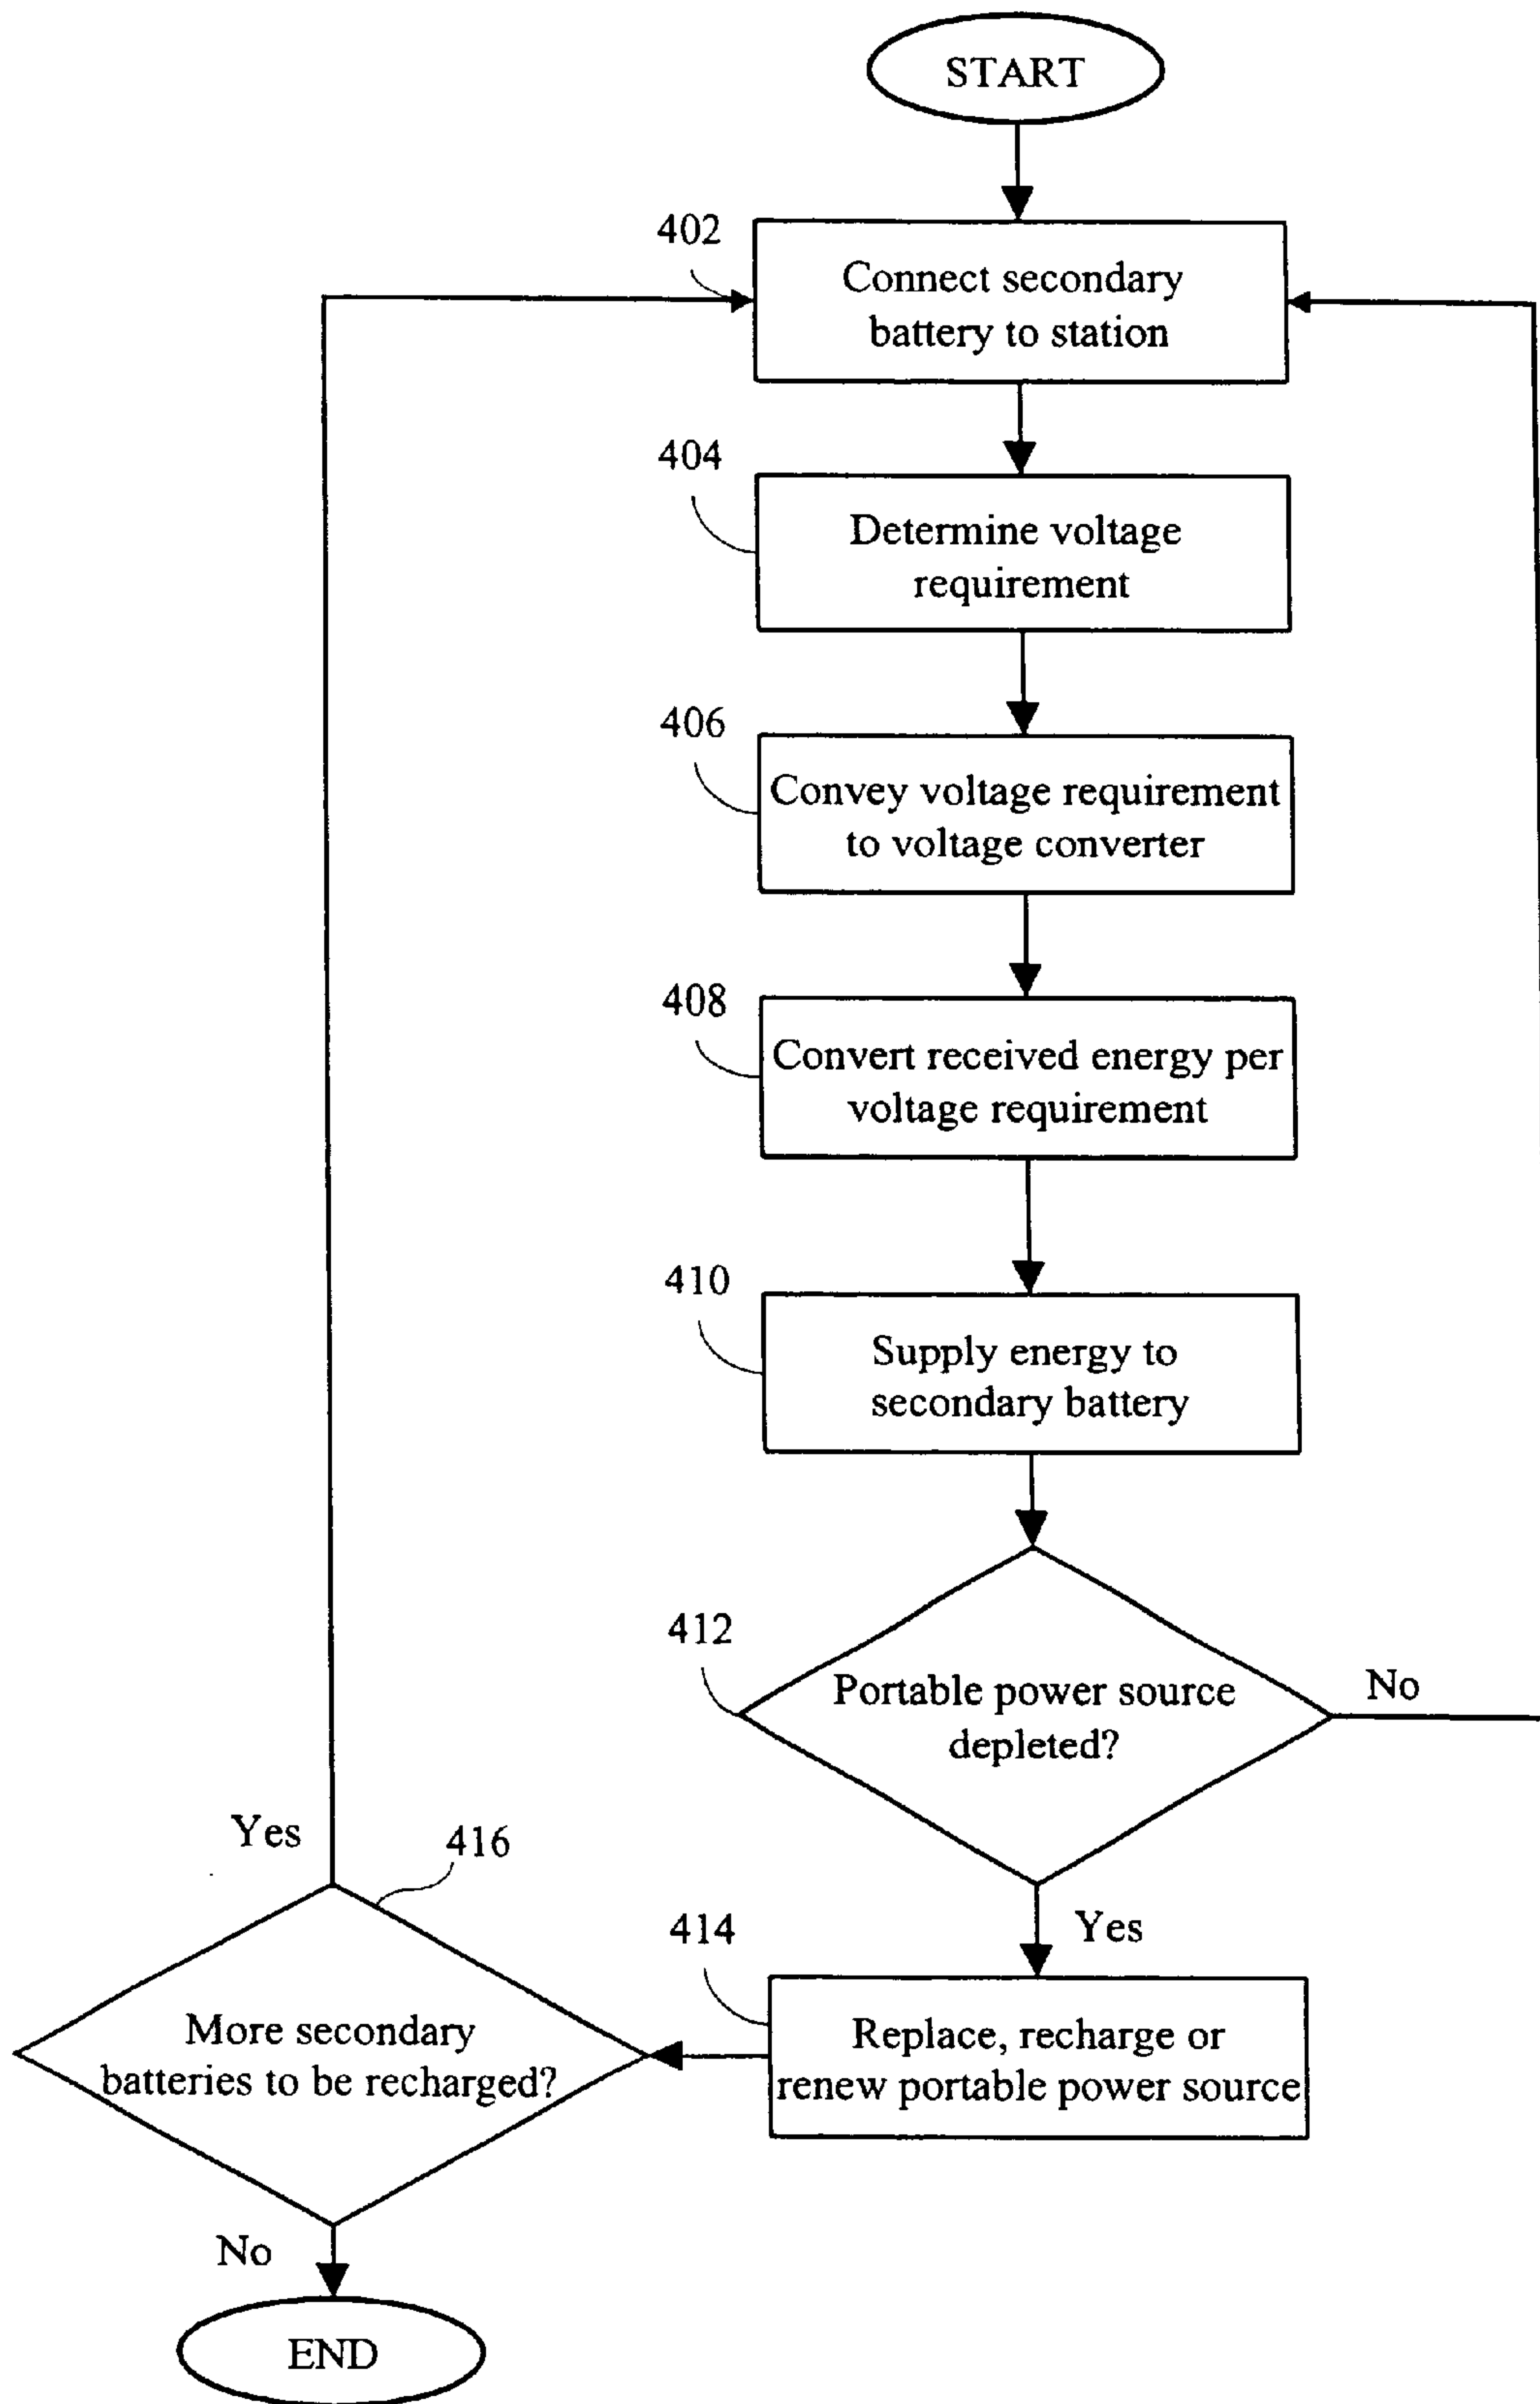 START
402
Connect secondary
battery to station
404
Determine voltage
requirement
406
Convey voltage requirement
to voltage converter
408
Convert received energy per
voltage requirement
410
Supply energy to
secondary battery
412
Portable power source
depleted?
No
Yes
414
Replace, recharge or
renew portable power source
416
Yes
More secondary
batteries to be recharged?
No
END